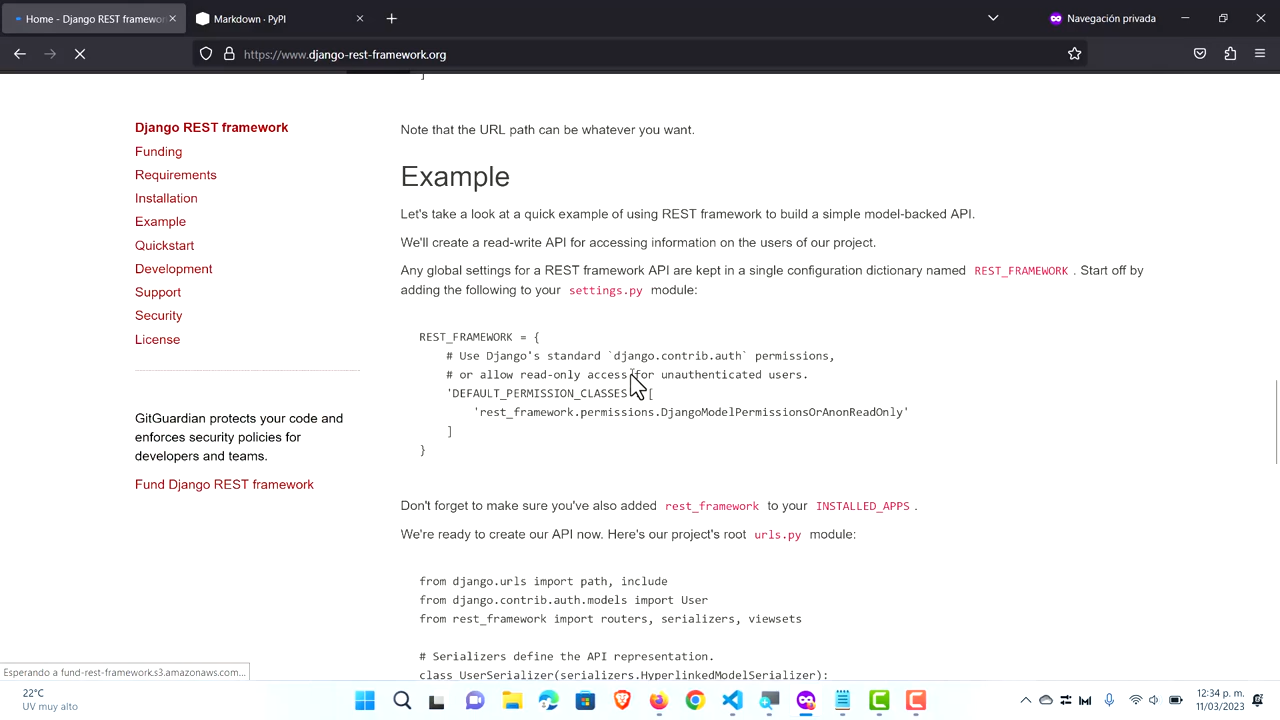 Home - Django REST framewor
Markdown · PyPI
Navegación privada
https://www.django-rest-framework.org
]
Django REST framework
Funding
Requirements
Installation
Example
Quickstart
Development
Support
Security
License
GitGuardian protects your code and
enforces security policies for
developers and teams.
Fund Django REST framework
Note that the URL path can be whatever you want.
Example
Let's take a look at a quick example of using REST framework to build a simple model-backed API.
We'll create a read-write API for accessing information on the users of our project.
Any global settings for a REST framework API are kept in a single configuration dictionary named REST_FRAMEWORK . Start off by
adding the following to your settings.py module:
REST_FRAMEWORK = {
# Use Django's standard `django.contrib.auth` permissions,
# or allow read-only access for unauthenticated users.
'DEFAULT_PERMISSION_CLASSES [
'rest_framework.permissions.DjangoModelPermissionsOrAnonReadOnly'
]
}
Don't forget to make sure you've also added rest_framework to your INSTALLED_APPS .
We're ready to create our API now. Here's our project's root urls.py module:
from django.urls import path, include
from django.contrib.auth.models import User
from rest_framework import routers, serializers, viewsets
# Serializers define the API representation.
class UserSerializer(serializers.HyperlinkedModelSerializer):
Esperando a fund-rest-framework.s3.amazonaws.com...
22°C
UV muy alto
12:34 p. m.
11/03/2023